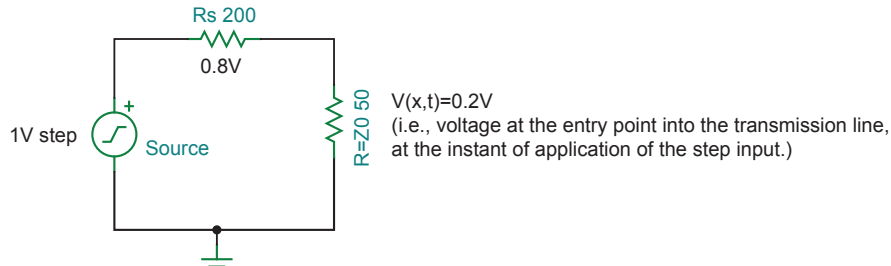 Rs 200
0.8V
1V step
+
Source
R=Z0 50
V(x,t)=0.2V
(i.e., voltage at the entry point into the transmission line,
at the instant of application of the step input.)